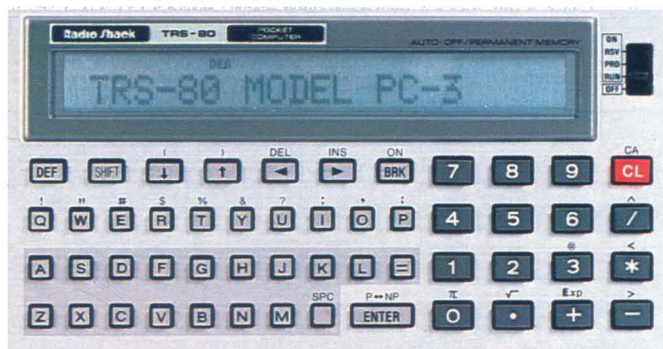 Radio Shack TRS-80 POCKET COMPUTER AUTO-OFF/PERMANENT MEMORY
ON
RSV
PRO
RUN
OFF
DEG
TRS-80 MODEL PC-3
( ) DEL INS ON CA
DEF SHIFT ↓ ↑ ◄ ► BRK 7 8 9 CL
! " # $ % & ? : , ; ^
Q W E R T Y U I O P 4 5 6 /
@ <
A S D F G H J K L = 1 2 3 *
SPC P↔NP π √ Exp >
Z X C V B N M ENTER 0 • + −